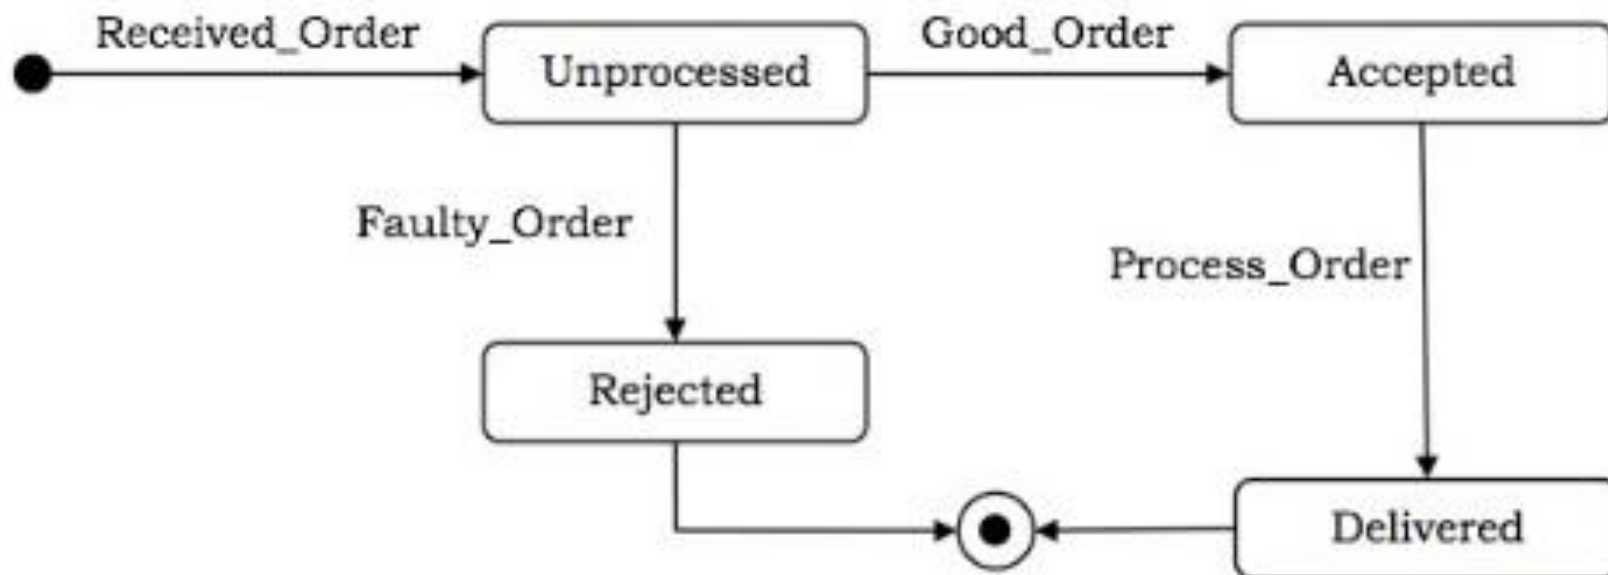 Received_Order
Unprocessed
Good_Order
Accepted
Faulty_Order
Process_Order
Rejected
Delivered